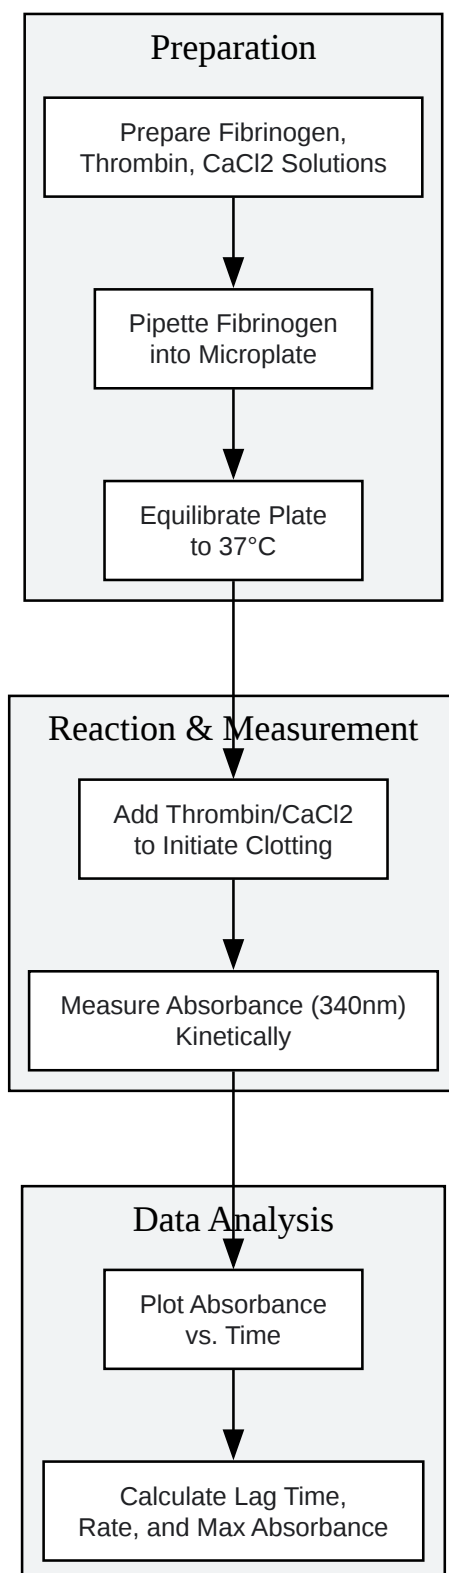 Preparation
Prepare Fibrinogen,
Thrombin, CaCl2 Solutions
Pipette Fibrinogen
into Microplate
Equilibrate Plate
to 37°C
Reaction & Measurement
Add Thrombin/CaCl2
to Initiate Clotting
Measure Absorbance (340nm)
Kinetically
Data Analysis
Plot Absorbance
vs. Time
Calculate Lag Time,
Rate, and Max Absorbance